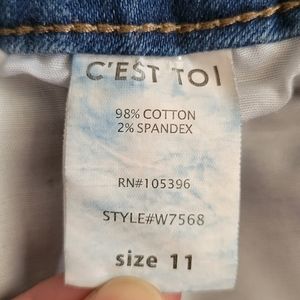 C'EST TOI
98% COTTON
2% SPANDEX
RN#105396
STYLE#W7568
size 11